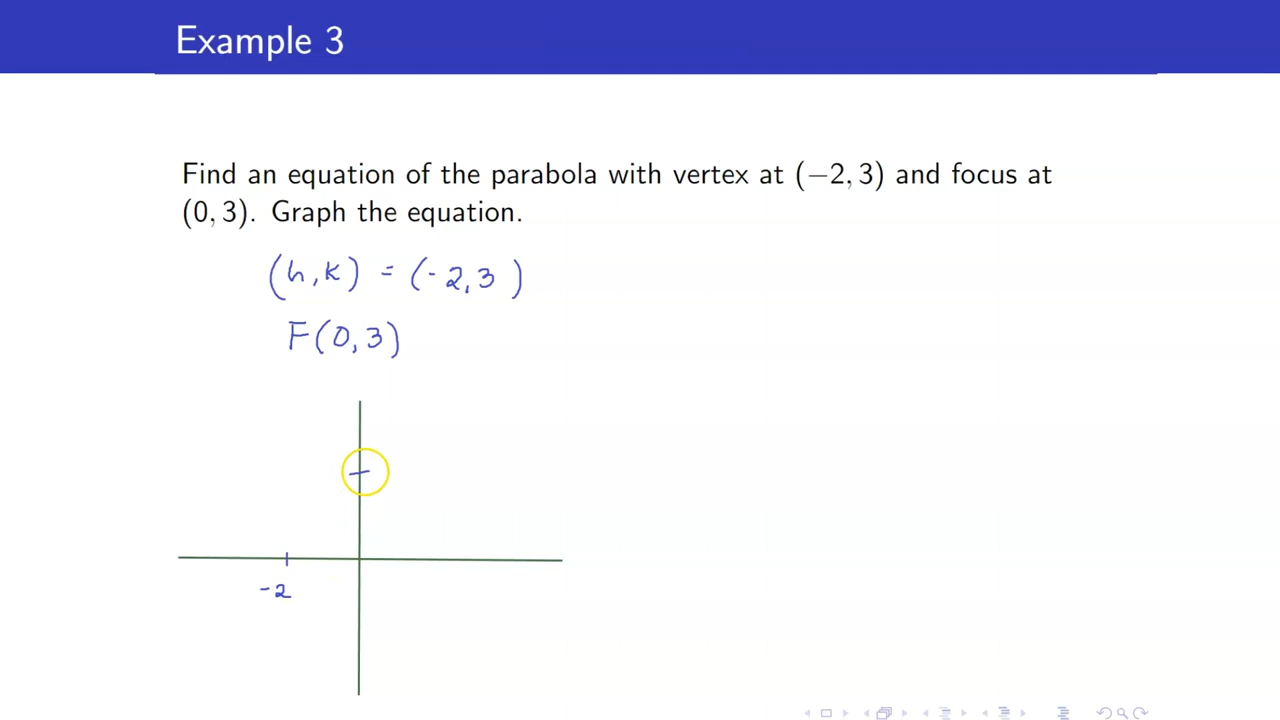 Example 3
Find an equation of the parabola with vertex at (−2, 3) and focus at
(0, 3). Graph the equation.
(h,k) = (-2,3)
F(0,3)
-2